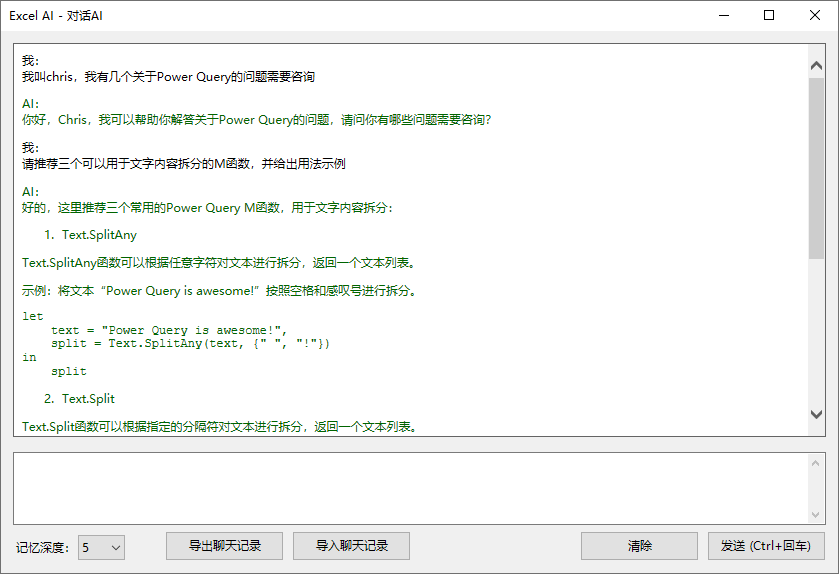 Excel AI - 对话AI
我：
我叫chris，我有几个关于Power Query的问题需要咨询
AI：
你好，Chris，我可以帮助你解答关于Power Query的问题，请问你有哪些问题需要咨询？
我：
请推荐三个可以用于文字内容拆分的M函数，并给出用法示例
AI：
好的，这里推荐三个常用的Power Query M函数，用于文字内容拆分：
1. Text.SplitAny
Text.SplitAny函数可以根据任意字符对文本进行拆分，返回一个文本列表。
示例：将文本“Power Query is awesome!”按照空格和感叹号进行拆分。
let
    text = "Power Query is awesome!",
    split = Text.SplitAny(text, {" ", "!"})
in
    split
2. Text.Split
Text.Split函数可以根据指定的分隔符对文本进行拆分，返回一个文本列表。
记忆深度： 5 导出聊天记录 导入聊天记录 清除 发送 (Ctrl+回车)